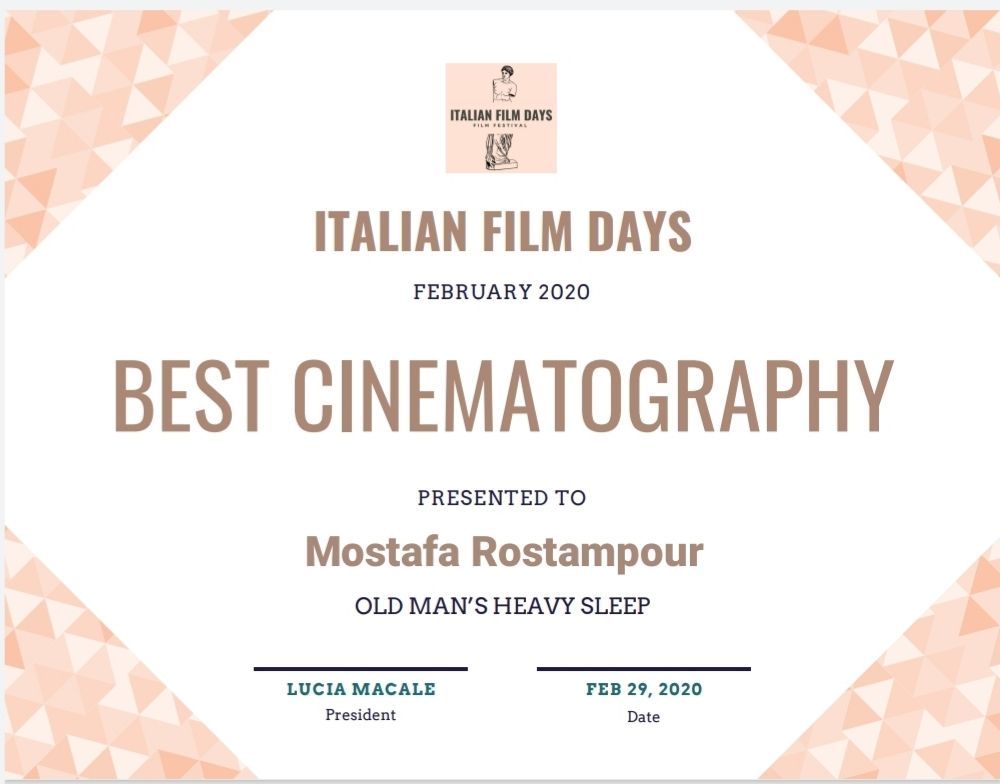 ITALIAN FILM DAYS
FILM FESTIVAL
ITALIAN FILM DAYS
FEBRUARY 2020
BEST CINEMATOGRAPHY
PRESENTED TO
Mostafa Rostampour
OLD MAN’S HEAVY SLEEP
LUCIA MACALE
President
FEB 29, 2020
Date